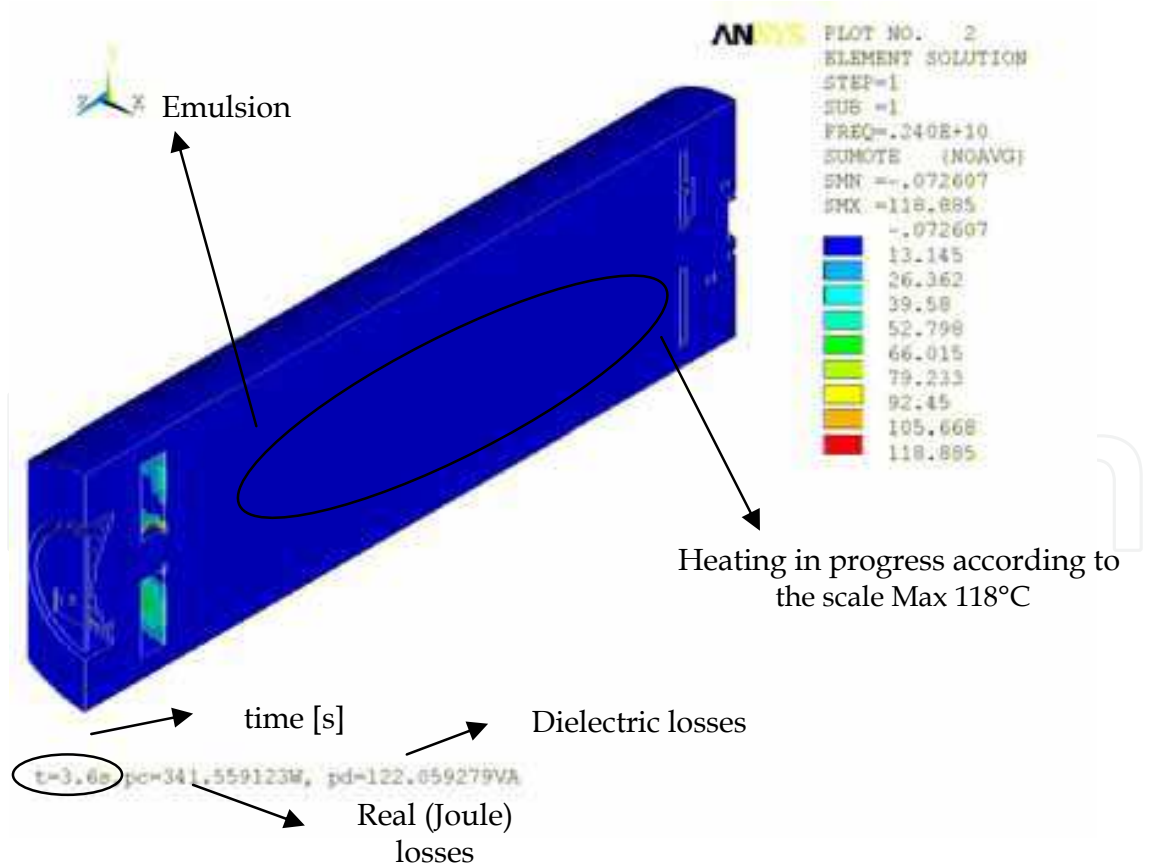 ANSYS
PLOT NO. 2
ELEMENT SOLUTION
STEP=1
SUB =1
FREQ=.240E+10
SUMOTE (NOAVG)
SMN =-.072607
SMX =118.885
-.072607
13.145
26.362
39.58
52.798
66.015
79.233
92.45
105.668
118.885
Y
Z X
Emulsion
Heating in progress according to
the scale Max 118°C
time [s]
Dielectric losses
t=3.6s, pc=341.559123W, pd=122.059279VA
Real (Joule)
losses